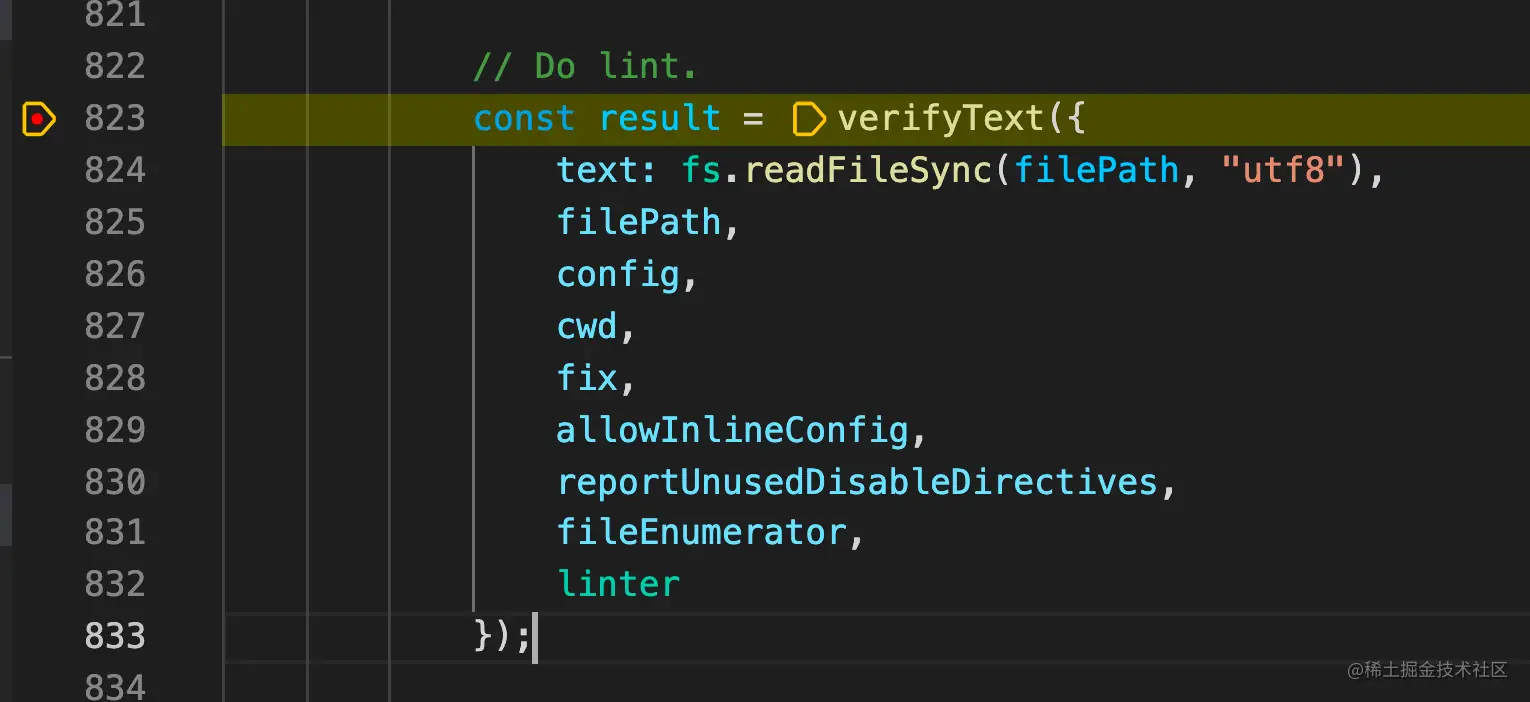 821
822 // Do lint.
823 const result = verifyText({
824 text: fs.readFileSync(filePath, "utf8"),
825 filePath,
826 config,
827 cwd,
828 fix,
829 allowInlineConfig,
830 reportUnusedDisableDirectives,
831 fileEnumerator,
832 linter
833 });
834
@稀土掘金技术社区